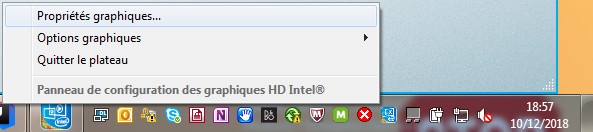 Propriétés graphiques...
Options graphiques
Quitter le plateau
Panneau de configuration des graphiques HD Intel®
18:57
10/12/2018